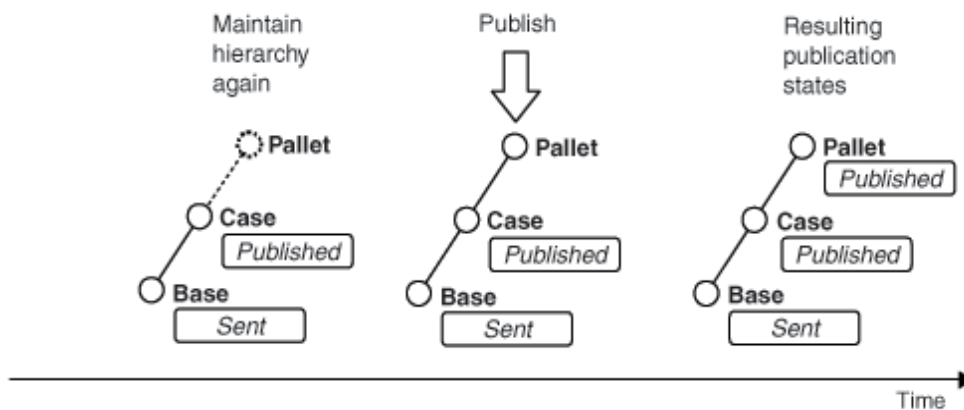 Maintain
hierarchy
again
Pallet
Case
Published
Base
Sent
Publish
Pallet
Case
Published
Base
Sent
Resulting
publication
states
Pallet
Published
Case
Published
Base
Sent
Time